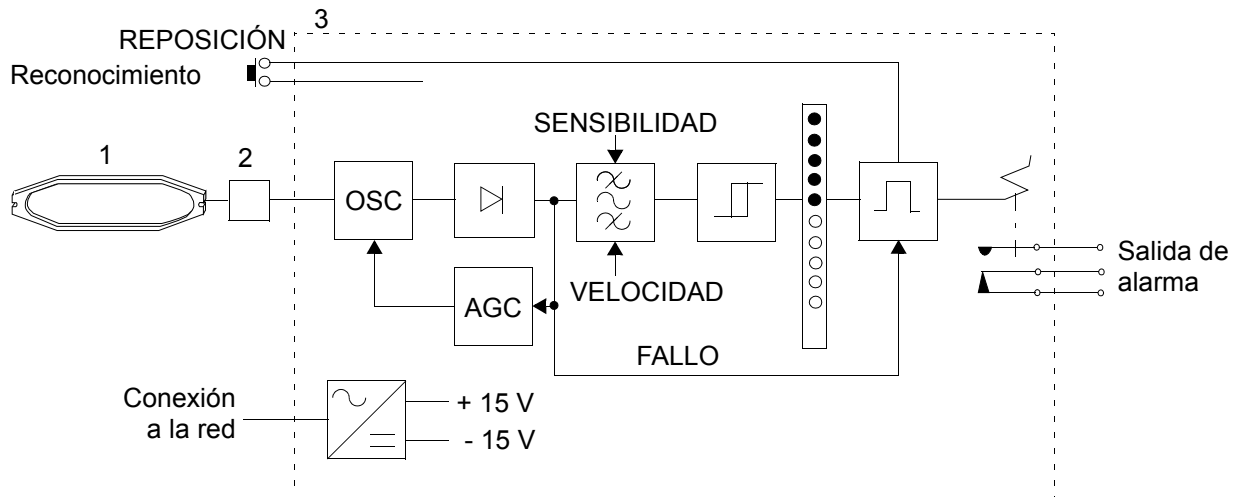 3
REPOSICIÓN
Reconocimiento
SENSIBILIDAD
1
2
OSC
Salida de
alarma
VELOCIDAD
AGC
FALLO
Conexión
a la red
+ 15 V
- 15 V